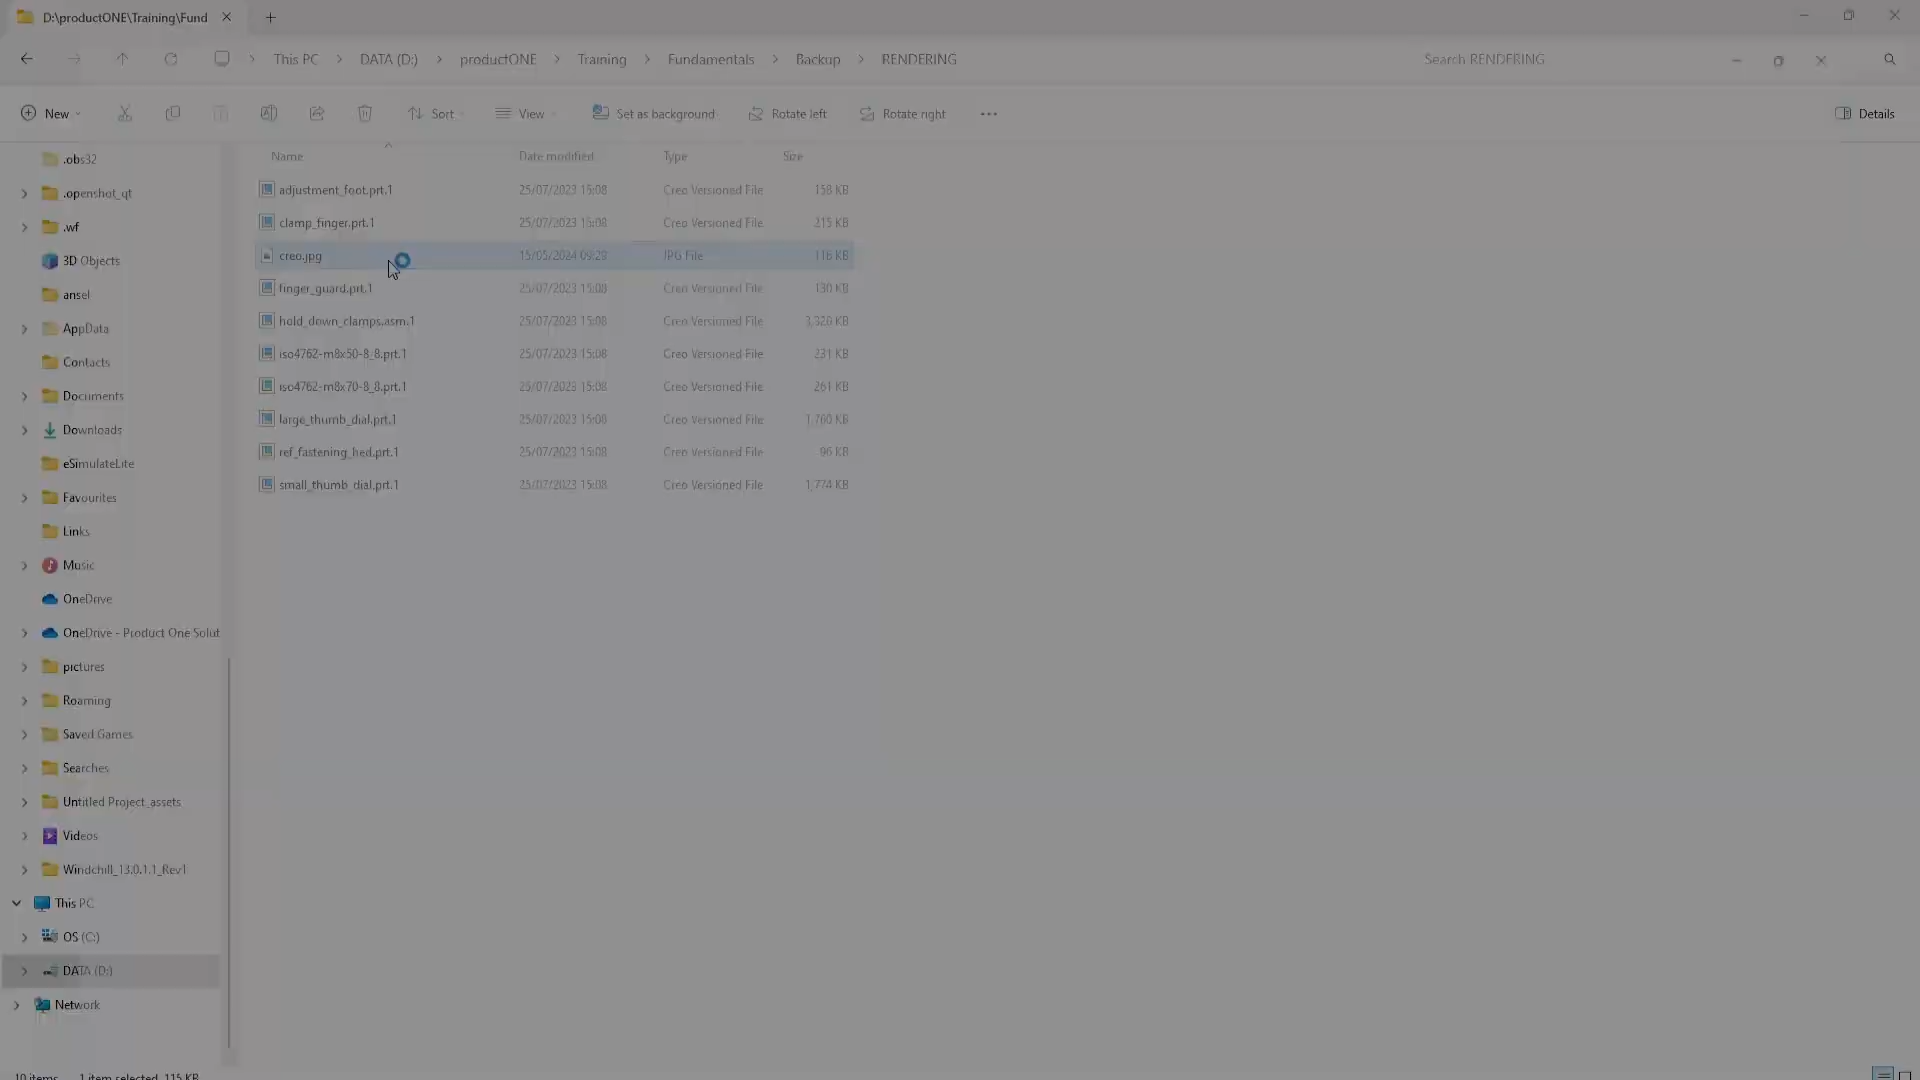 D:\productONE\Training\Fund
This PC > DATA (D:) > productONE > Training > Fundamentals > Backup > RENDERING
Search RENDERING
New
Sort
View
Set as background
Rotate left
Rotate right
Details
.obs32
.openshot_qt
.wf
3D Objects
ansel
AppData
Contacts
Documents
Downloads
eSimulateLite
Favourites
Links
Music
OneDrive
OneDrive - Product One Solut
pictures
Roaming
Saved Games
Searches
Untitled Project_assets
Videos
Windchill_13.0.1.1_Rev1
This PC
OS (C:)
DATA (D:)
Network
Name Date modified Type Size
adjustment_foot.prt.1 25/07/2023 15:08 Creo Versioned File 158 KB
clamp_finger.prt.1 25/07/2023 15:08 Creo Versioned File 215 KB
creo.jpg 15/05/2024 09:29 JPG File 116 KB
finger_guard.prt.1 25/07/2023 15:08 Creo Versioned File 130 KB
hold_down_clamps.asm.1 25/07/2023 15:08 Creo Versioned File 3,326 KB
iso4762-m8x50-8_8.prt.1 25/07/2023 15:08 Creo Versioned File 231 KB
iso4762-m8x70-8_8.prt.1 25/07/2023 15:08 Creo Versioned File 261 KB
large_thumb_dial.prt.1 25/07/2023 15:08 Creo Versioned File 1,760 KB
ref_fastening_hed.prt.1 25/07/2023 15:08 Creo Versioned File 96 KB
small_thumb_dial.prt.1 25/07/2023 15:08 Creo Versioned File 1,774 KB
10 items 1 item selected 115 KB